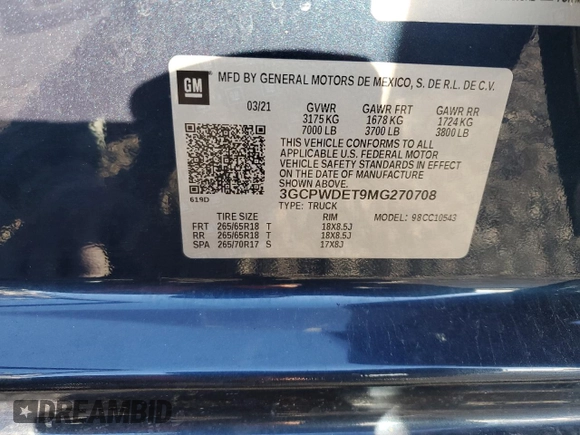 GM
MFD BY GENERAL MOTORS DE MEXICO, S. DE R.L. DE C.V.
03/21 GVWR GAWR FRT GAWR RR
3175 KG 1678 KG 1724 KG
7000 LB 3700 LB 3800 LB
THIS VEHICLE CONFORMS TO ALL
APPLICABLE U.S. FEDERAL MOTOR
VEHICLE SAFETY STANDARDS IN EFFECT
ON THE DATE OF MANUFACTURE
SHOWN ABOVE.
3GCPWDET9MG270708
619D TYPE: TRUCK MODEL: 98CC10543
TIRE SIZE RIM
FRT 265/65R18 T 18X8.5J
RR 265/65R18 T 18X8.5J
SPA 265/70R17 S 17X8J
DREAMBID